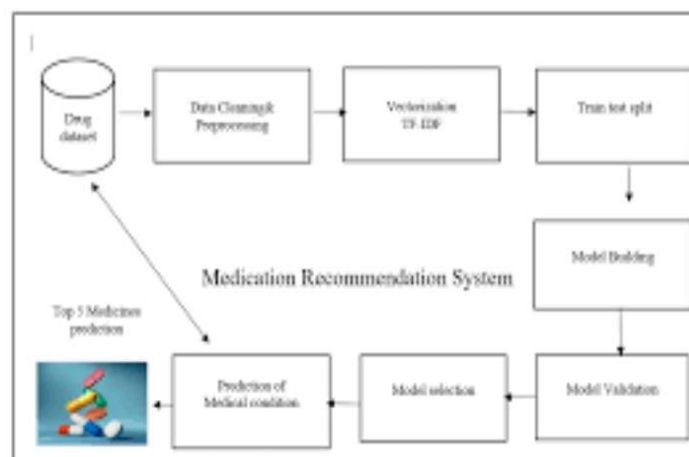 Drug
dataset
Data Cleaning&
Preprocessing
Vectorization
TF-IDF
Train test split
Model Building
Medication Recommendation System
Top 5 Medicines
prediction
Prediction of
Medical condition
Model selection
Model Validation